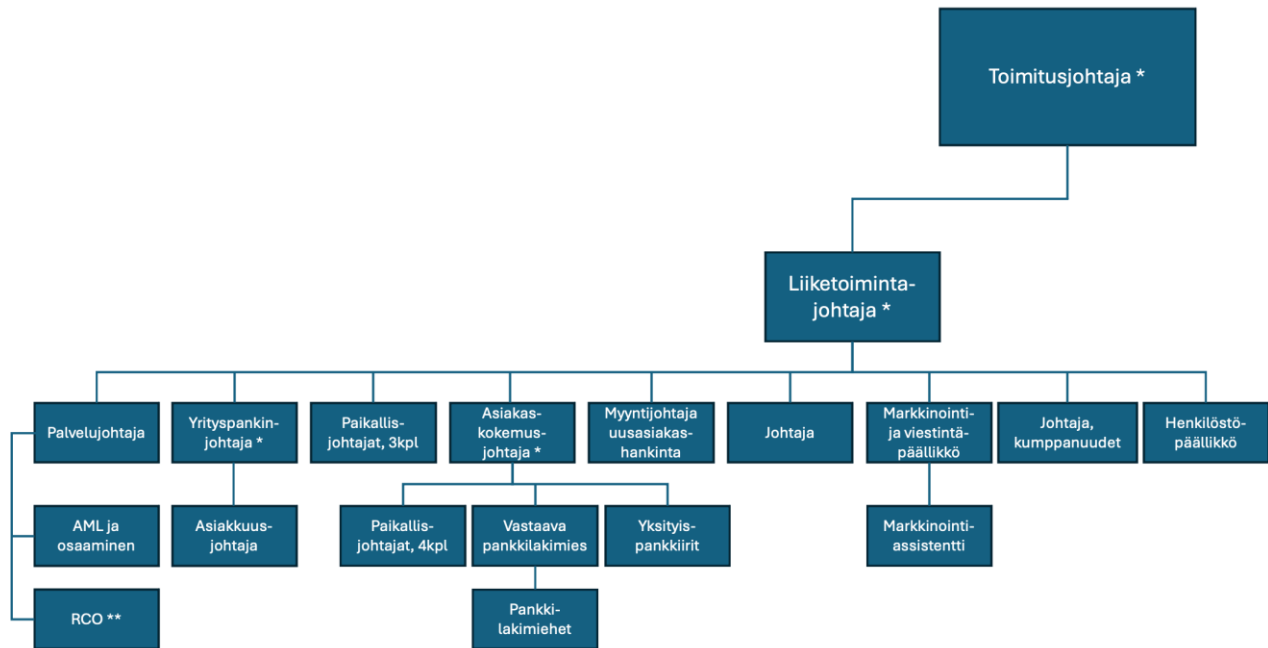 Toimitusjohtaja *
Liiketoiminta-
johtaja *
Palvelujohtaja
Yrityspankin-
johtaja *
Paikallis-
johtajat, 3kpl
Asiakas-
kokemus-
johtaja *
Myyntijohtaja
uusasiakas-
hankinta
Johtaja
Markkinointi-
ja viestintä-
päällikkö
Johtaja,
kumppanuudet
Henkilöstö-
päällikkö
AML ja
osaaminen
Asiakkuus-
johtaja
Paikallis-
johtajat, 4kpl
Vastaava
pankkilakimies
Yksityis-
pankkiirit
Markkinointi-
assistentti
RCO **
Pankki-
lakimiehet